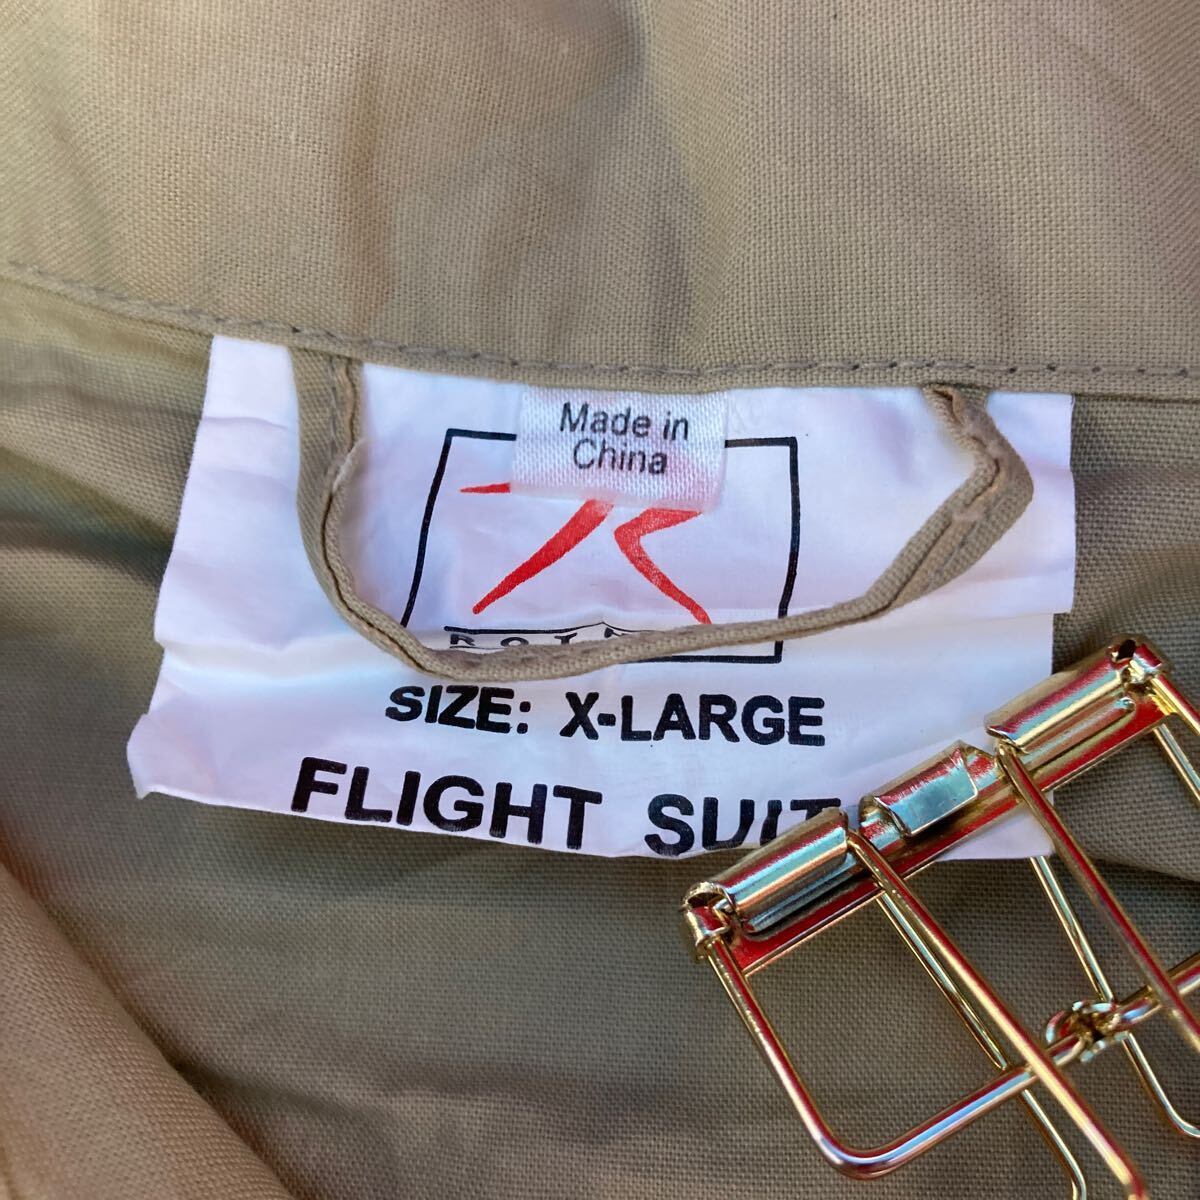 Made in
China
SIZE: X-LARGE
FLIGHT SUIT